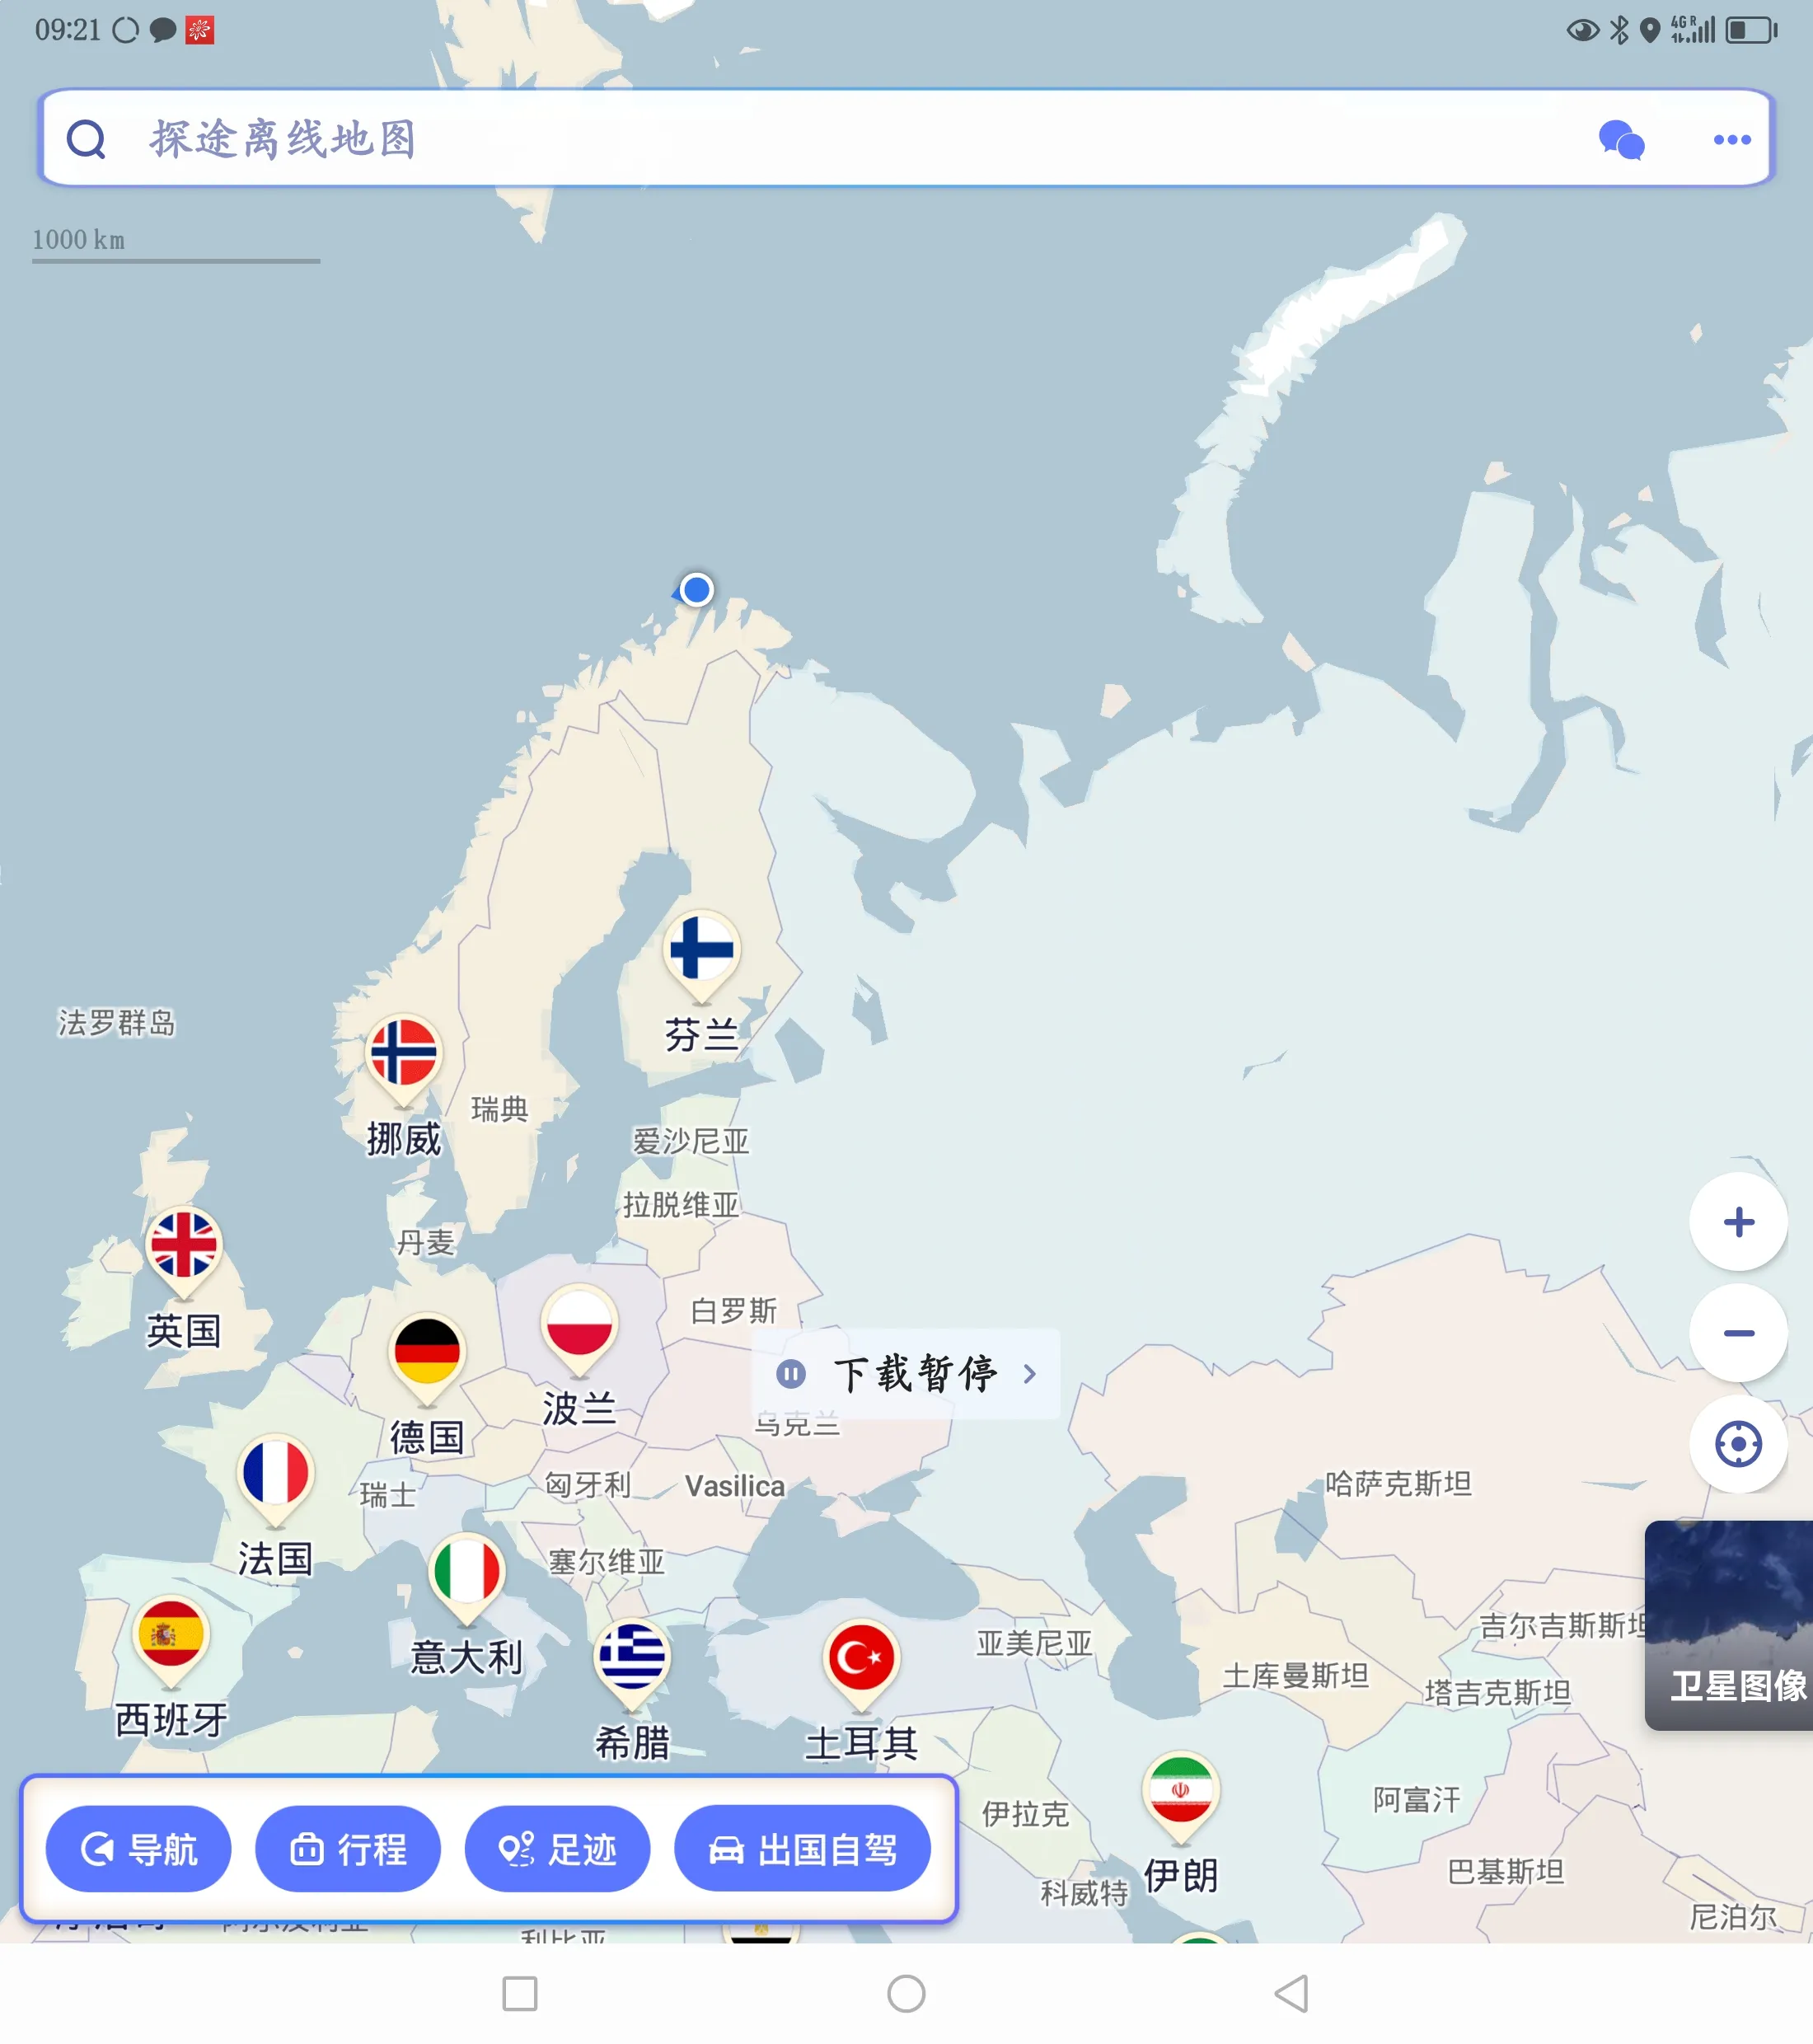 09:21
4G R
探途离线地图
1000 km
法罗群岛
芬兰
挪威
瑞典
爱沙尼亚
拉脱维亚
丹麦
英国
白罗斯
下载暂停
波兰
乌克兰
德国
哈萨克斯坦
瑞士
匈牙利
Vasilica
法国
塞尔维亚
吉尔吉斯斯坦
亚美尼亚
意大利
土库曼斯坦
塔吉克斯坦
卫星图像
西班牙
希腊
土耳其
阿富汗
伊拉克
导航
行程
足迹
出国自驾
伊朗
巴基斯坦
科威特
尼泊尔
利比亚